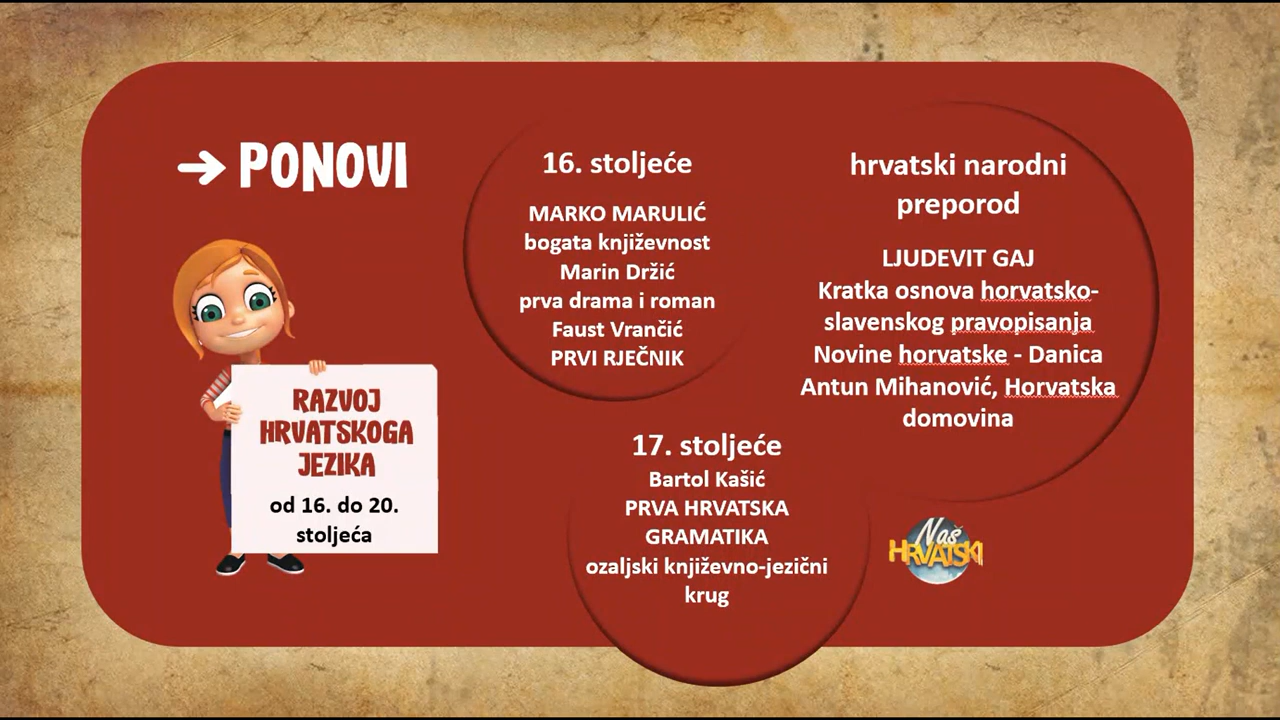 → PONOVI
RAZVOJ
HRVATSKOGA
JEZIKA
od 16. do 20.
stoljeća
16. stoljeće
MARKO MARULIĆ
bogata književnost
Marin Držić
prva drama i roman
Faust Vrančić
PRVI RJEČNIK
17. stoljeće
Bartol Kašić
PRVA HRVATSKA
GRAMATIKA
ozaljski književno-jezični
krug
hrvatski narodni
preporod
LJUDEVIT GAJ
Kratka osnova horvatsko-
slavenskog pravopisanja
Novine horvatske - Danica
Antun Mihanović, Horvatska
domovina
Naš
HRVATSKI